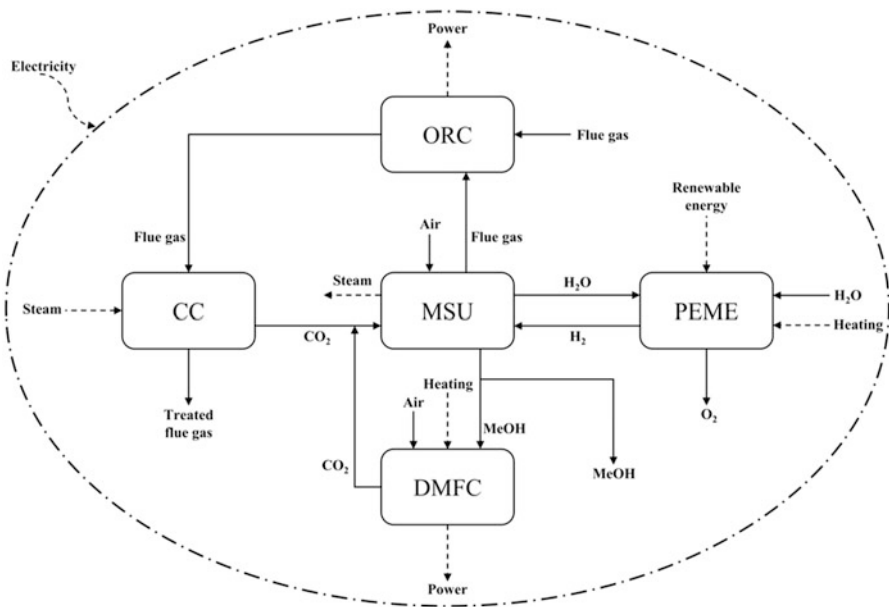 Power
Electricity
ORC
Flue gas
Renewable
energy
Flue gas
Air
Flue gas
Steam
H₂O
Steam
CC
MSU
PEME
H₂O
CO₂
H₂
Heating
Heating
Air
Treated
flue gas
MeOH
O₂
CO₂
MeOH
DMFC
Power